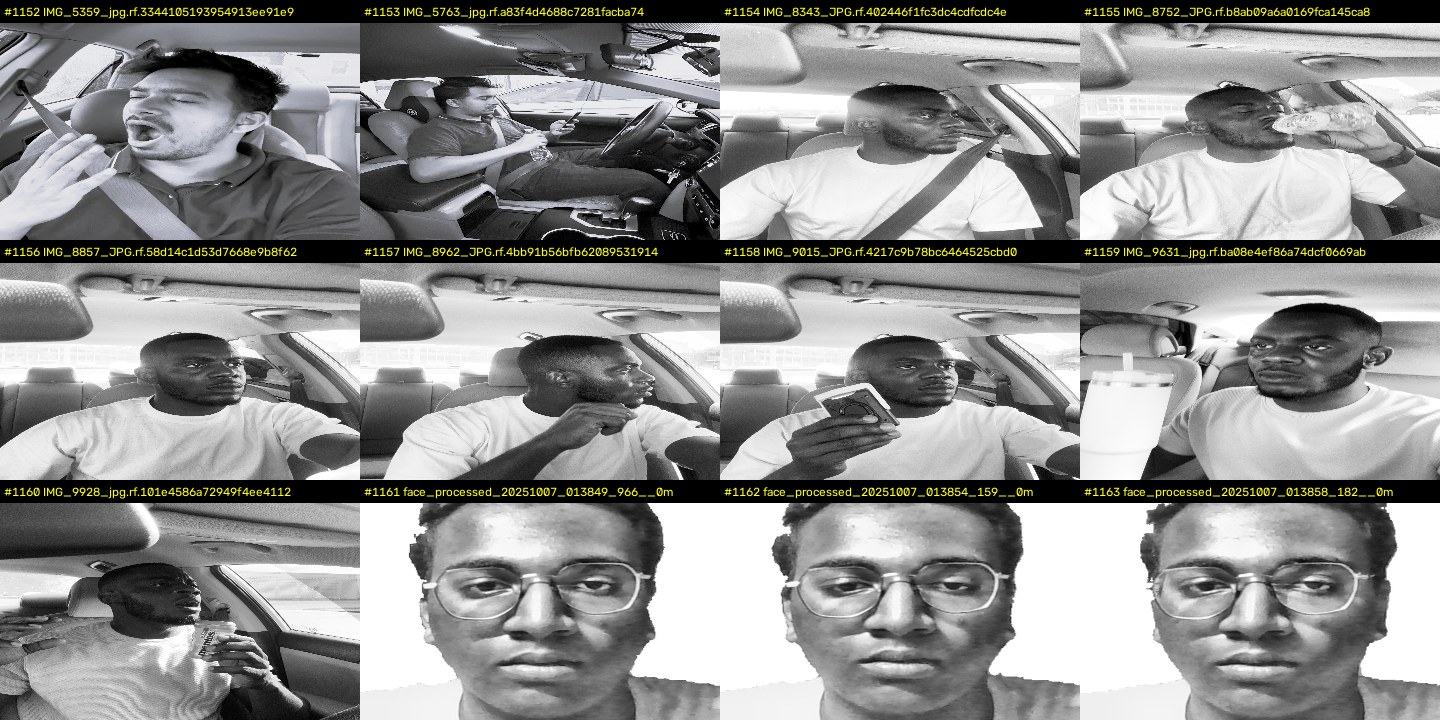 #1152 IMG_5359_jpg.rf.3344105193954913ee91e9
#1153 IMG_5763_jpg.rf.a83f4d4688c7281facba74
#1154 IMG_8343_JPG.rf.402446f1fc3dc4cdfcdc4e
#1155 IMG_8752_JPG.rf.b8ab09a6a0169fca145ca8
#1156 IMG_8857_JPG.rf.58d14c1d53d7668e9b8f62
#1157 IMG_8962_JPG.rf.4bb91b56bfb62089531914
#1158 IMG_9015_JPG.rf.4217c9b78bc6464525cbd0
#1159 IMG_9631_jpg.rf.ba08e4ef86a74dcf0669ab
#1160 IMG_9928_jpg.rf.101e4586a72949f4ee4112
#1161 face_processed_20251007_013849_966__0m
#1162 face_processed_20251007_013854_159__0m
#1163 face_processed_20251007_013858_182__0m